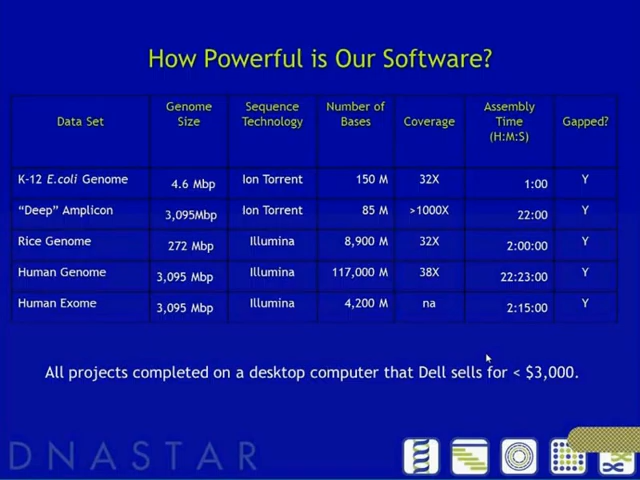 How Powerful is Our Software?
Data Set Genome Size Sequence Technology Number of Bases Coverage Assembly Time (H:M:S) Gapped?
K-12 E.coli Genome 4.6 Mbp Ion Torrent 150 M 32X 1:00 Y
“Deep” Amplicon 3,095Mbp Ion Torrent 85 M >1000X 22:00 Y
Rice Genome 272 Mbp Illumina 8,900 M 32X 2:00:00 Y
Human Genome 3,095 Mbp Illumina 117,000 M 38X 22:23:00 Y
Human Exome 3,095 Mbp Illumina 4,200 M na 2:15:00 Y
All projects completed on a desktop computer that Dell sells for < $3,000.
DNASTAR